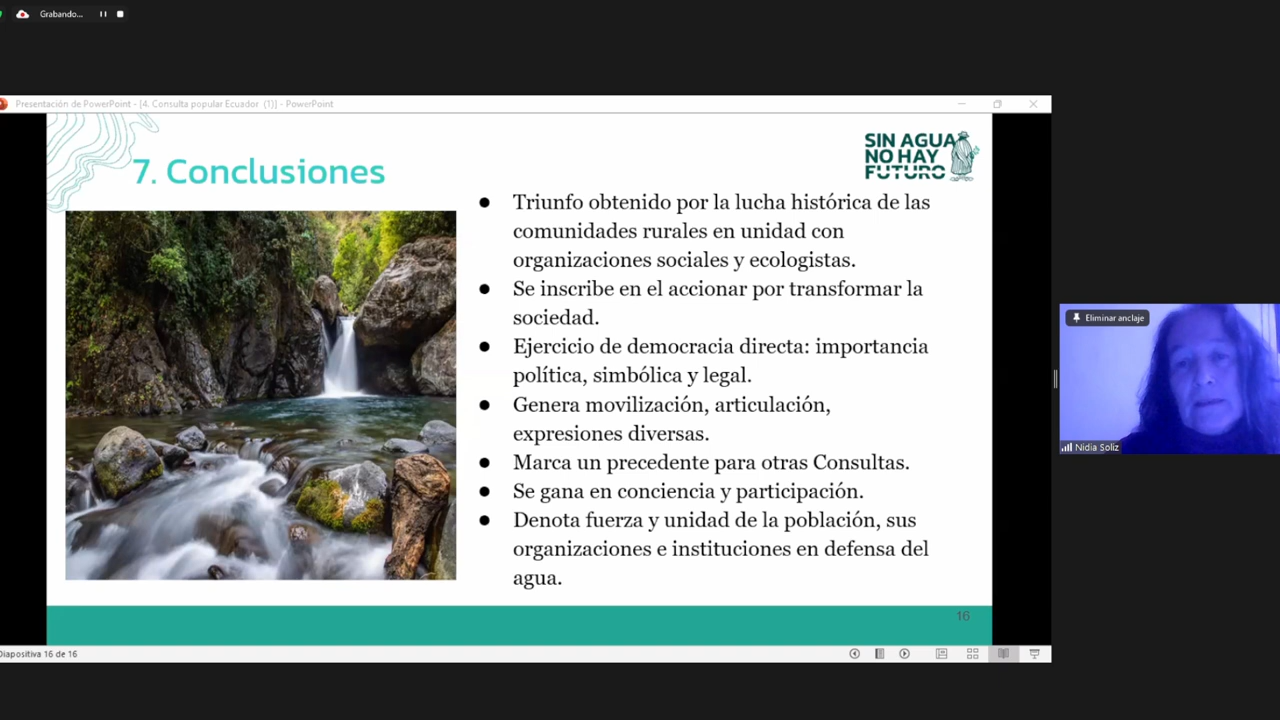 Grabando...
Presentación de PowerPoint - [4. Consulta popular Ecuador (1)] - PowerPoint
7. Conclusiones
SIN AGUA
NO HAY
FUTURO
● Triunfo obtenido por la lucha histórica de las
comunidades rurales en unidad con
organizaciones sociales y ecologistas.
● Se inscribe en el accionar por transformar la
sociedad.
● Ejercicio de democracia directa: importancia
política, simbólica y legal.
● Genera movilización, articulación,
expresiones diversas.
● Marca un precedente para otras Consultas.
● Se gana en conciencia y participación.
● Denota fuerza y unidad de la población, sus
organizaciones e instituciones en defensa del
agua.
16
Diapositiva 16 de 16
Eliminar anclaje
Nidia Soliz